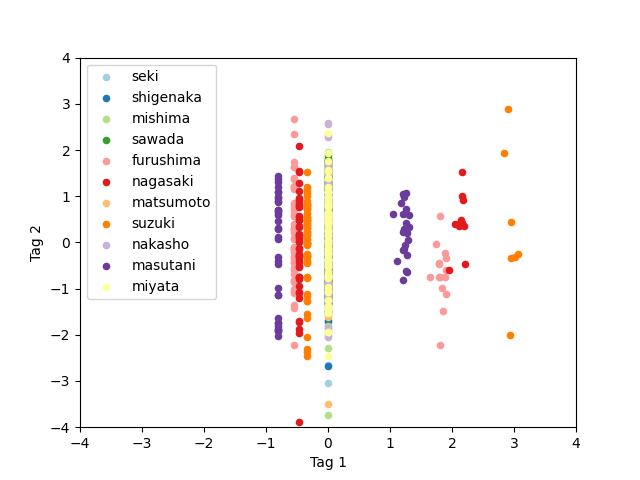 4
3
2
1
0
−1
−2
−3
−4
Tag 2
seki
shigenaka
mishima
sawada
furushima
nagasaki
matsumoto
suzuki
nakasho
masutani
miyata
−4 −3 −2 −1 0 1 2 3 4
Tag 1